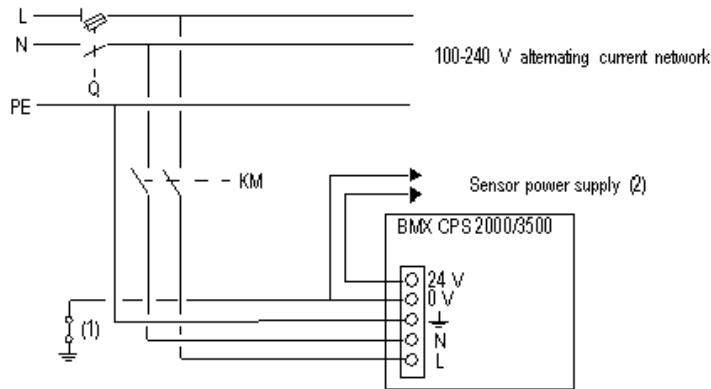 L
N
100-240 V alternating current network
Q
PE
KM
Sensor power supply (2)
BMX CPS 2000/3500
24 V
0 V
(1)
N
L